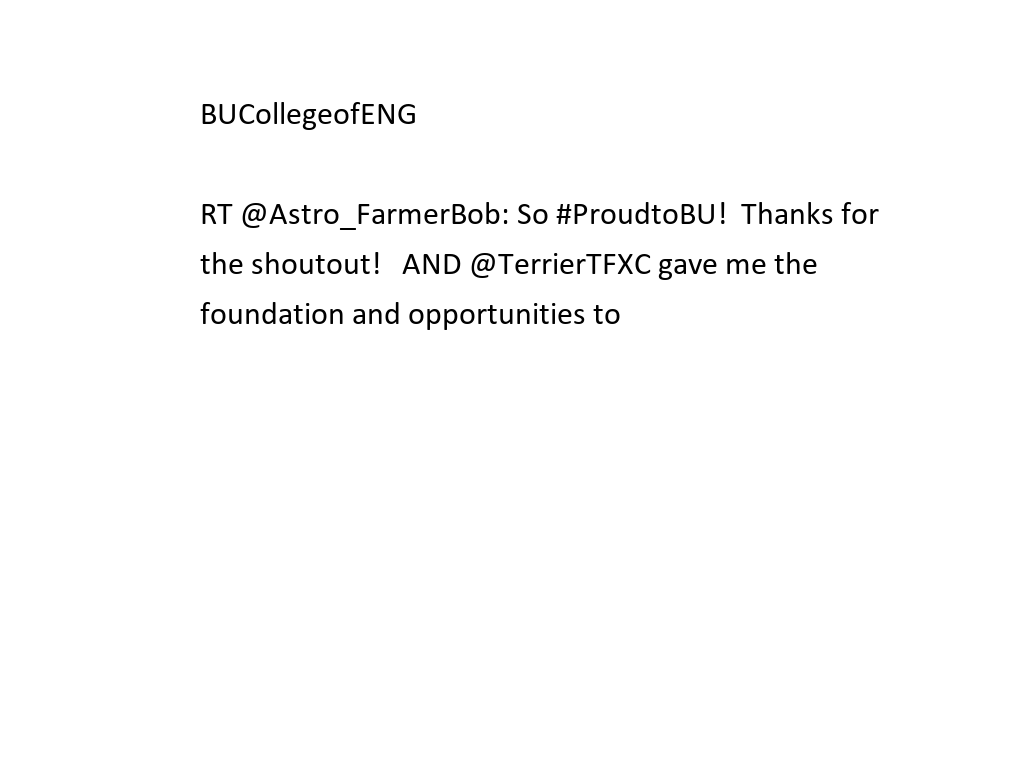 BUCollegeofENG
RT @Astro_FarmerBob: So #ProudtoBU!  Thanks for
the shoutout!   AND @TerrierTFXC gave me the
foundation and opportunities to